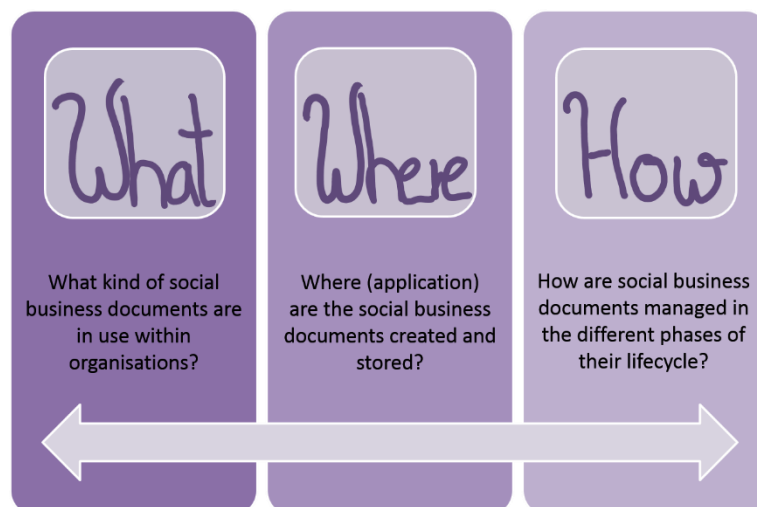 What
What kind of social
business documents are
in use within
organisations?
Where
Where (application)
are the social business
documents created and
stored?
How
How are social business
documents managed in
the different phases of
their lifecycle?